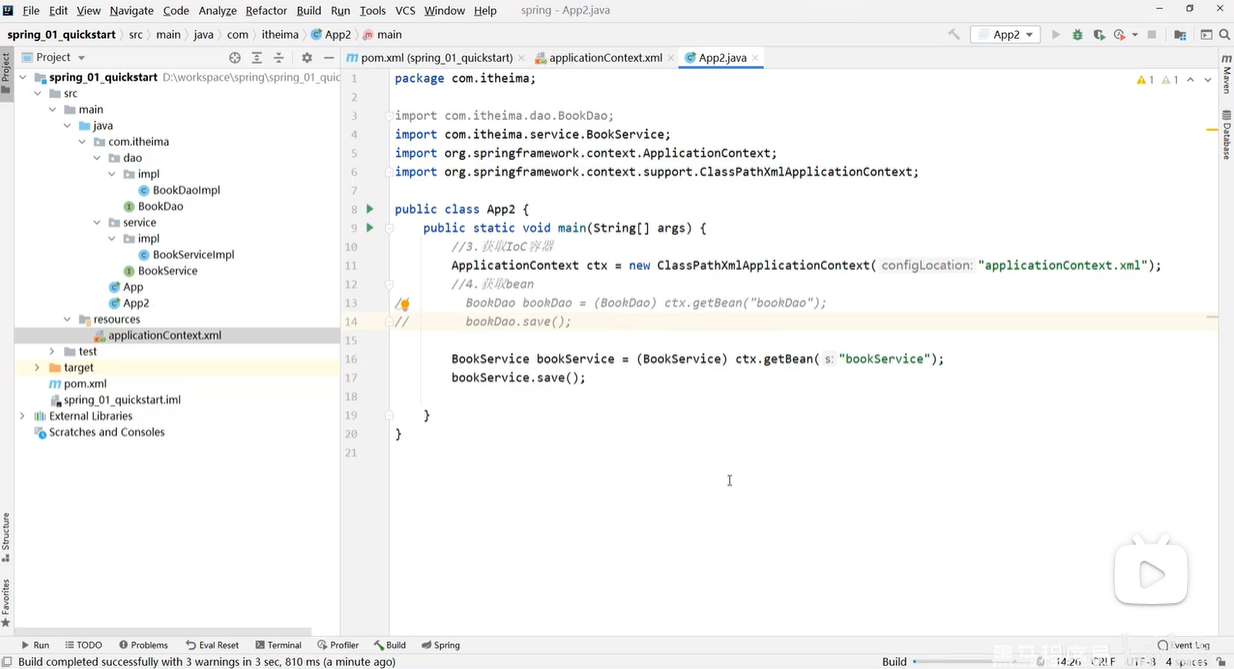 File Edit View Navigate Code Analyze Refactor Build Run Tools VCS Window Help spring - App2.java
spring_01_quickstart src main java com itheima App2 main App2
Project
pom.xml (spring_01_quickstart) applicationContext.xml App2.java
Project
Structure
Favorites
spring_01_quickstart D:\workspace\spring\spring_01_quic
src
main
java
com.itheima
dao
impl
BookDaoImpl
BookDao
service
impl
BookServiceImpl
BookService
App
App2
resources
applicationContext.xml
test
target
pom.xml
spring_01_quickstart.iml
External Libraries
Scratches and Consoles
1 package com.itheima;
2
3 import com.itheima.dao.BookDao;
4 import com.itheima.service.BookService;
5 import org.springframework.context.ApplicationContext;
6 import org.springframework.context.support.ClassPathXmlApplicationContext;
7
8 public class App2 {
9 public static void main(String[] args) {
10 //3.获取IoC容器
11 ApplicationContext ctx = new ClassPathXmlApplicationContext( configLocation: "applicationContext.xml");
12 //4.获取bean
13 / BookDao bookDao = (BookDao) ctx.getBean("bookDao");
14 // bookDao.save();
15
16 BookService bookService = (BookService) ctx.getBean( s: "bookService");
17 bookService.save();
18
19 }
20 }
21
1 1
Maven
Database
Run TODO Problems Eval Reset Terminal Profiler Build Spring Event Log
Build completed successfully with 3 warnings in 3 sec, 810 ms (a minute ago) Build 14:26 CRLF UTF-8 4 spaces
黑马程序员